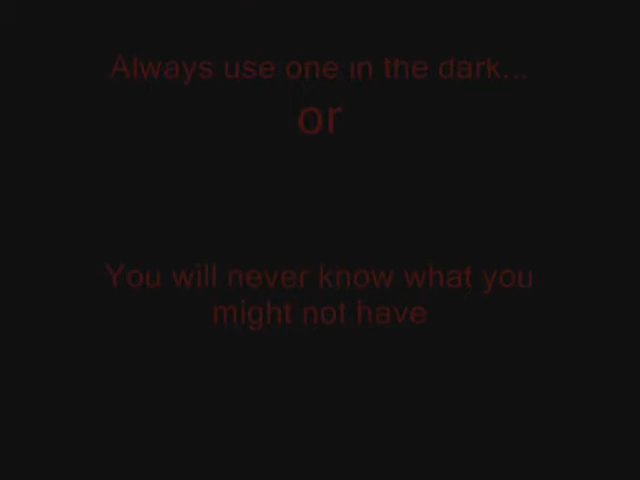 Always use one in the dark...
or
You will never know what you
might not have